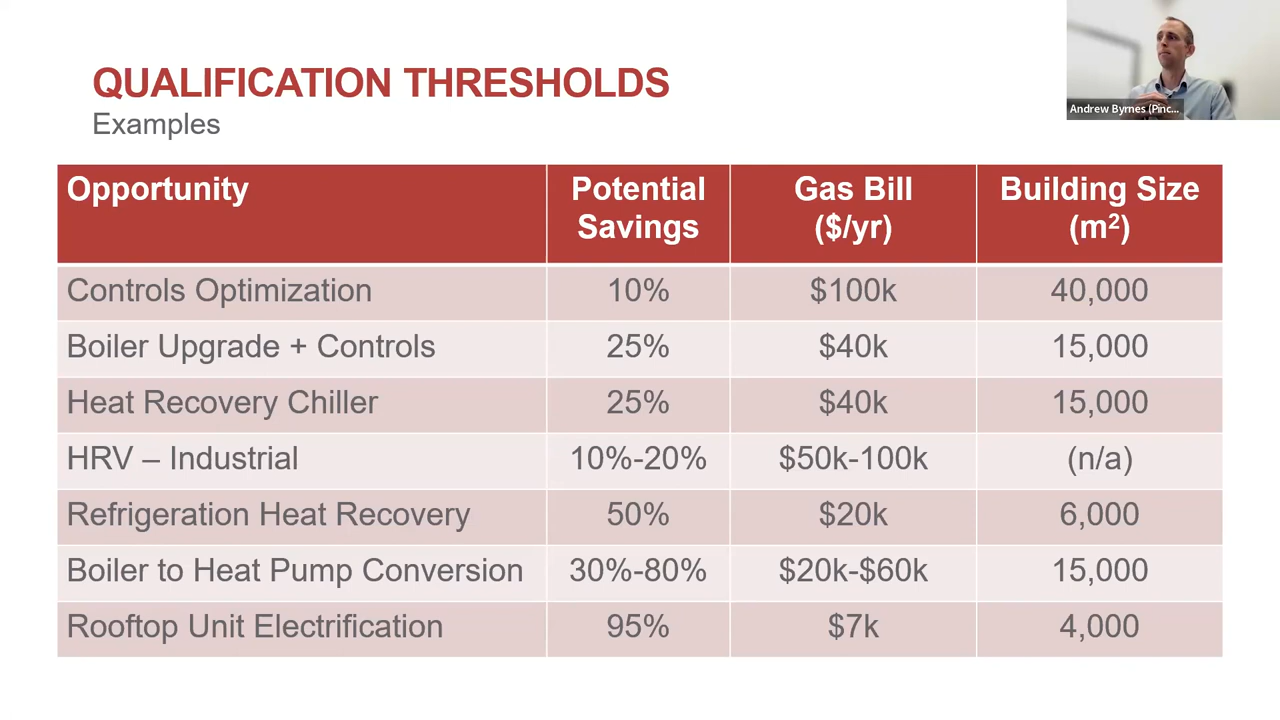 QUALIFICATION THRESHOLDS
Examples
Andrew Byrnes (Pinc...
Opportunity Potential Savings Gas Bill ($/yr) Building Size (m²)
Controls Optimization 10% $100k 40,000
Boiler Upgrade + Controls 25% $40k 15,000
Heat Recovery Chiller 25% $40k 15,000
HRV – Industrial 10%-20% $50k-100k (n/a)
Refrigeration Heat Recovery 50% $20k 6,000
Boiler to Heat Pump Conversion 30%-80% $20k-$60k 15,000
Rooftop Unit Electrification 95% $7k 4,000